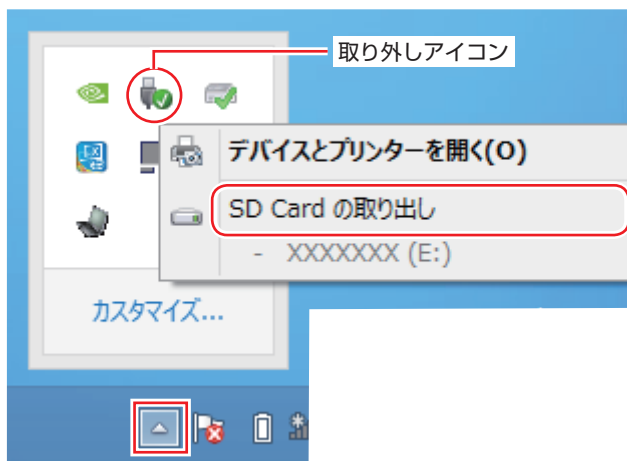 取り外しアイコン
デバイスとプリンターを開く(O)
SD Card の取り出し
- XXXXXXX (E:)
カスタマイズ...